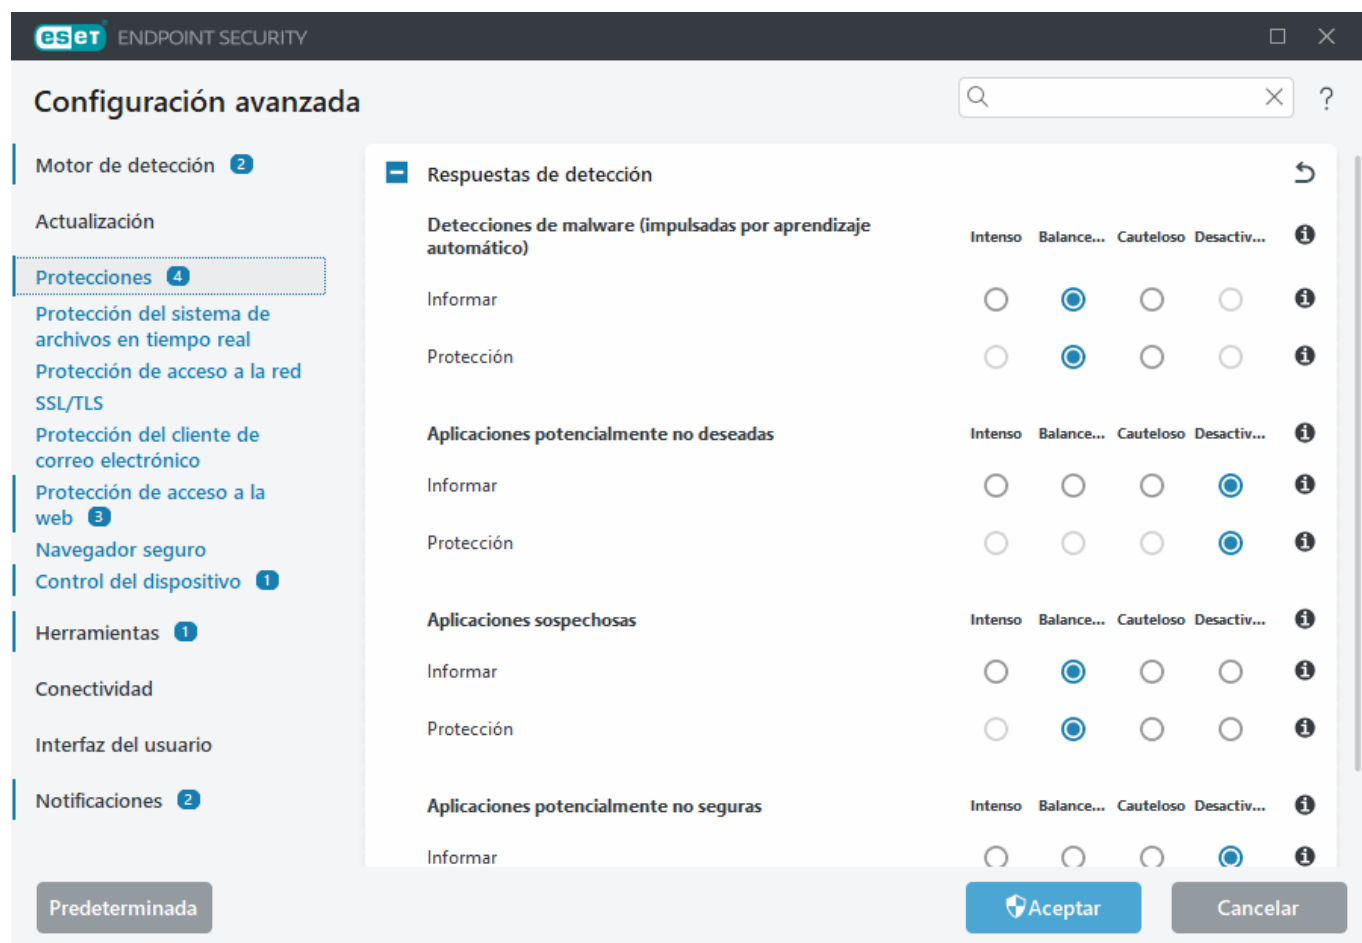 eset ENDPOINT SECURITY
Configuración avanzada
?
Motor de detección 2
Actualización
Protecciones 4
Protección del sistema de
archivos en tiempo real
Protección de acceso a la red
SSL/TLS
Protección del cliente de
correo electrónico
Protección de acceso a la
web 3
Navegador seguro
Control del dispositivo 1
Herramientas 1
Conectividad
Interfaz del usuario
Notificaciones 2
Respuestas de detección
Detecciones de malware (impulsadas por aprendizaje
automático)
Intenso Balance... Cauteloso Desactiv...
Informar
Protección
Aplicaciones potencialmente no deseadas Intenso Balance... Cauteloso Desactiv...
Informar
Protección
Aplicaciones sospechosas Intenso Balance... Cauteloso Desactiv...
Informar
Protección
Aplicaciones potencialmente no seguras Intenso Balance... Cauteloso Desactiv...
Informar
Predeterminada
Aceptar
Cancelar